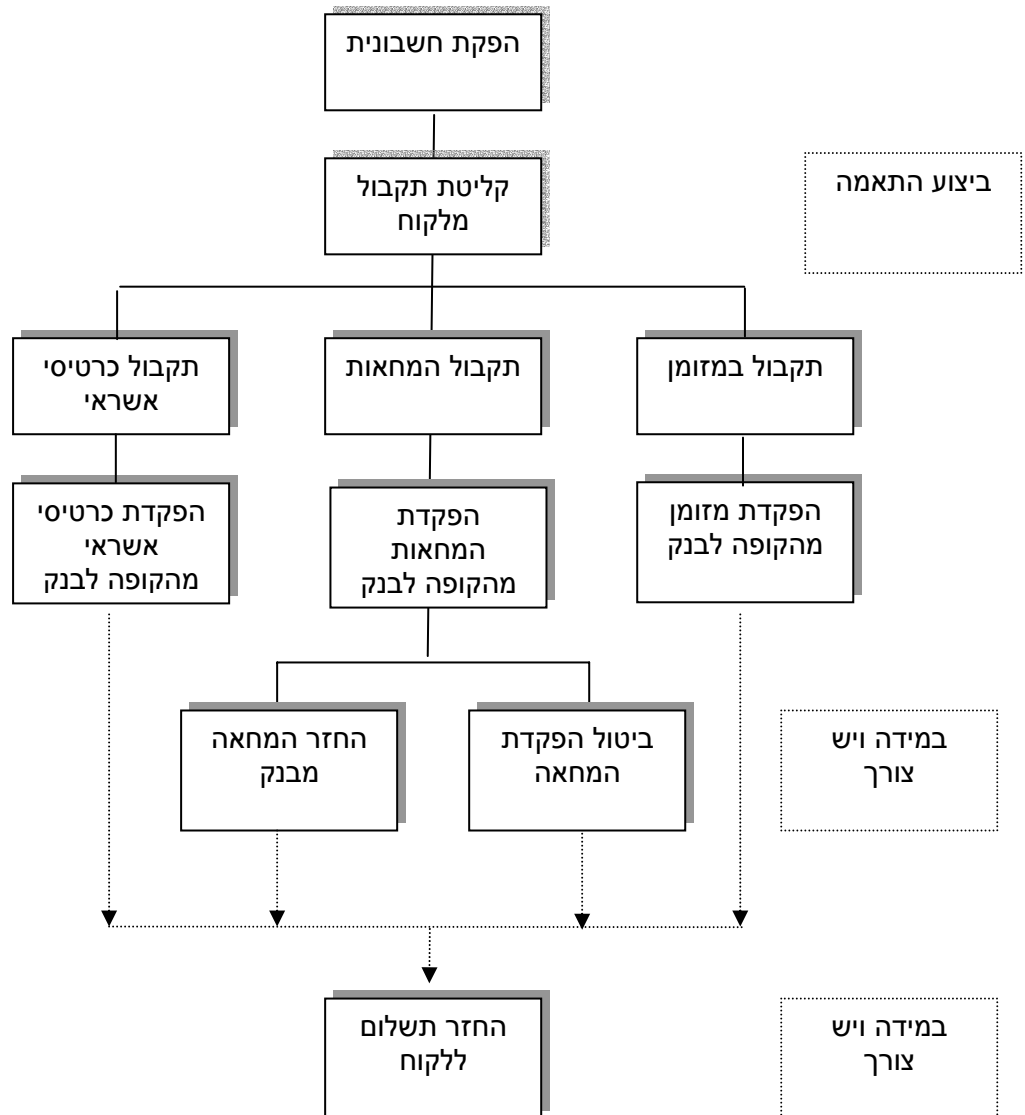 הפקת חשבונית
קליטת תקבול
מלקוח
ביצוע התאמה
תקבול במזומן
תקבול המחאות
תקבול כרטיסי
אשראי
הפקדת מזומן
מהקופה לבנק
הפקדת
המחאות
מהקופה לבנק
הפקדת כרטיסי
אשראי
מהקופה לבנק
במידה ויש
צורך
ביטול הפקדת
המחאה
החזר המחאה
מבנק
במידה ויש
צורך
החזר תשלום
ללקוח